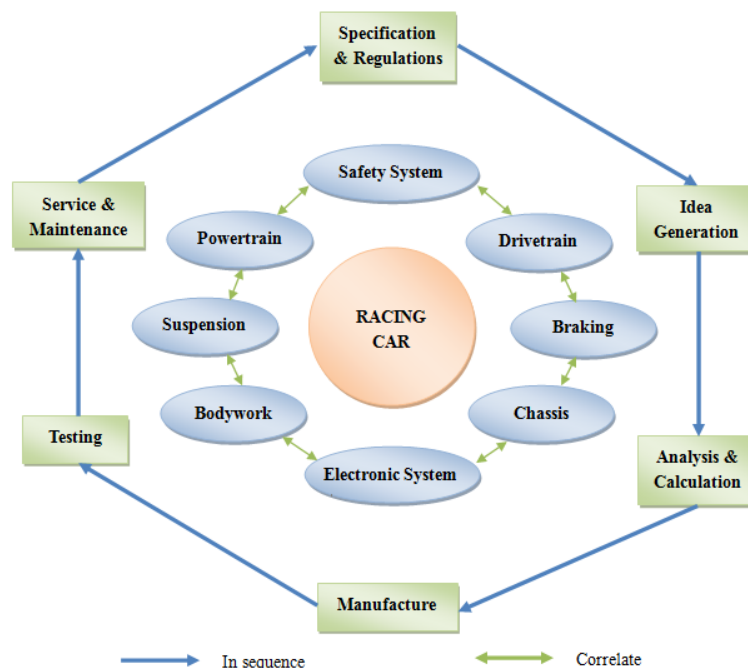 Specification
& Regulations
Safety System
Service &
Maintenance
Idea
Generation
Powertrain
Drivetrain
RACING
CAR
Suspension
Braking
Bodywork
Chassis
Testing
Electronic System
Analysis &
Calculation
Manufacture
In sequence
Correlate